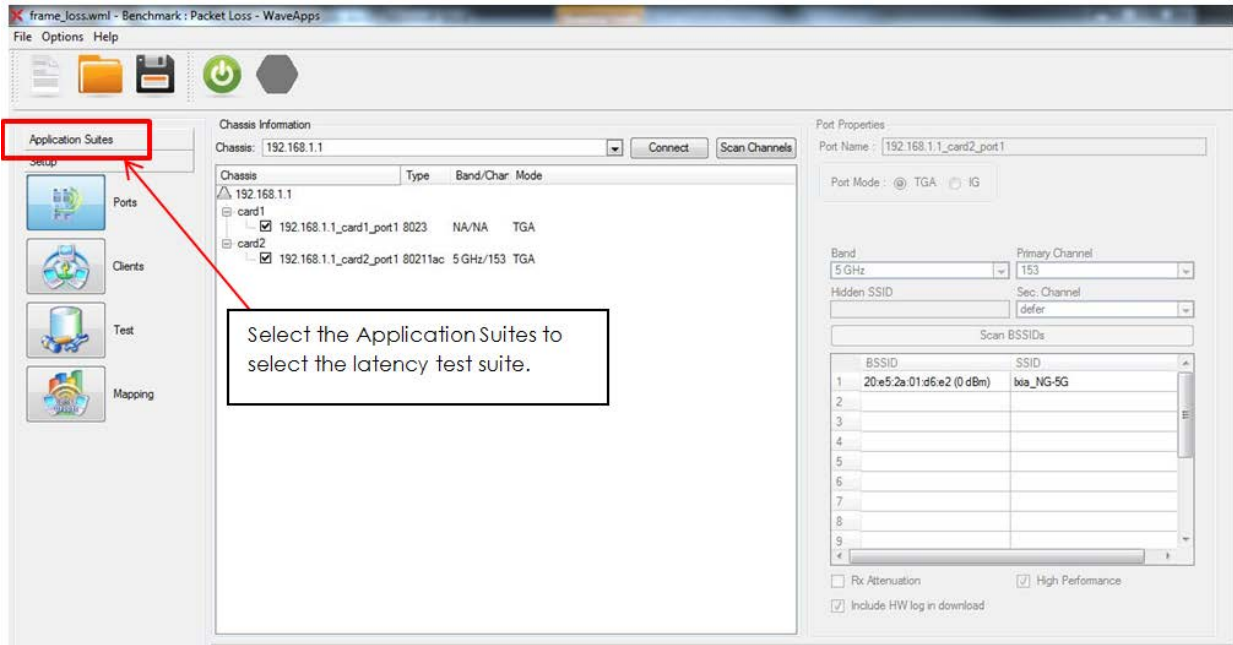 frame_loss.wml - Benchmark : Packet Loss - WaveApps
File Options Help
Application Suites
Setup
Ports
Clients
Test
Mapping
Chassis Information
Chassis: 192.168.1.1 Connect Scan Channels
Chassis Type Band/Char Mode
192.168.1.1
card1
192.168.1.1_card1_port1 8023 NA/NA TGA
card2
192.168.1.1_card2_port1 80211ac 5 GHz/153 TGA
Select the Application Suites to
select the latency test suite.
Port Properties
Port Name : 192.168.1.1_card2_port1
Port Mode : TGA IG
Band Primary Channel
5 GHz 153
Hidden SSID Sec. Channel
defer
Scan BSSIDs
BSSID SSID
1 20:e5:2a:01:d6:e2 (0 dBm) Ixia_NG-5G
2
3
4
5
6
7
8
9
Rx Attenuation High Performance
Include HW log in download